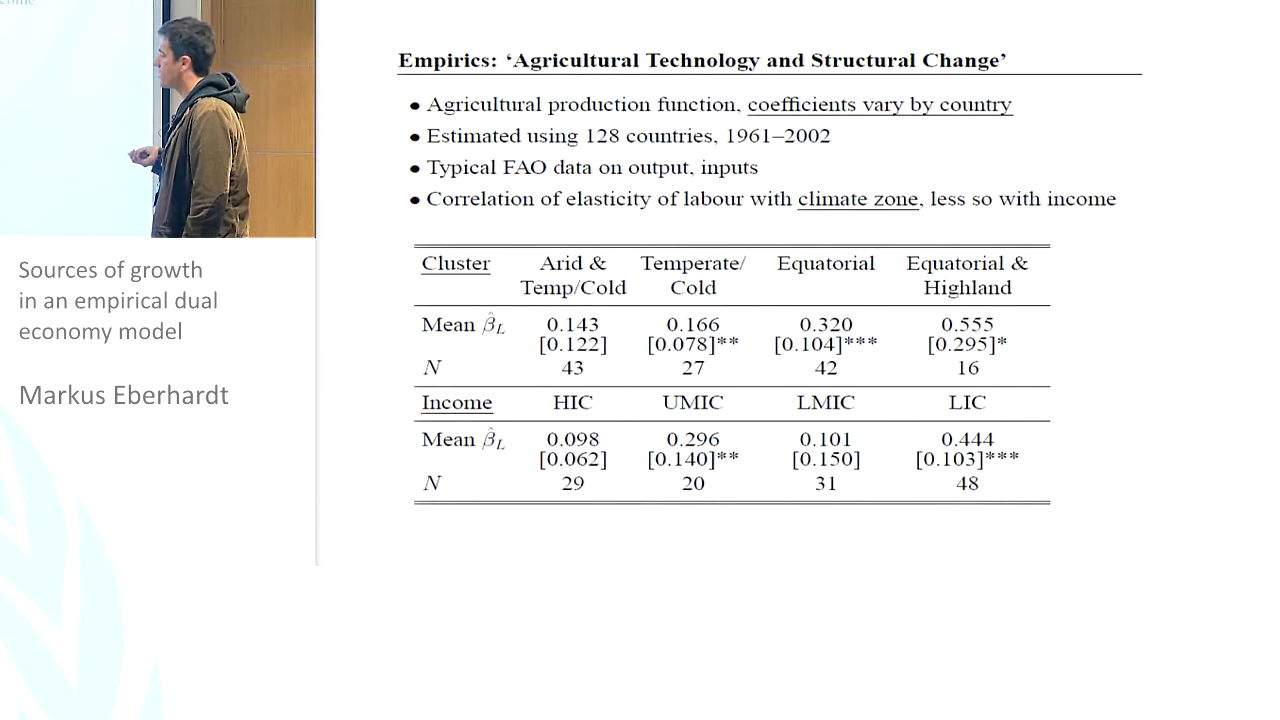 Empirics: ‘Agricultural Technology and Structural Change’
• Agricultural production function, coefficients vary by country
• Estimated using 128 countries, 1961–2002
• Typical FAO data on output, inputs
• Correlation of elasticity of labour with climate zone, less so with income
Cluster Arid & Temperate/ Equatorial Equatorial &
Temp/Cold Cold Highland
Mean β̂L 0.143 0.166 0.320 0.555
[0.122] [0.078]** [0.104]*** [0.295]*
N 43 27 42 16
Income HIC UMIC LMIC LIC
Mean β̂L 0.098 0.296 0.101 0.444
[0.062] [0.140]** [0.150] [0.103]***
N 29 20 31 48
Sources of growth
in an empirical dual
economy model
Markus Eberhardt